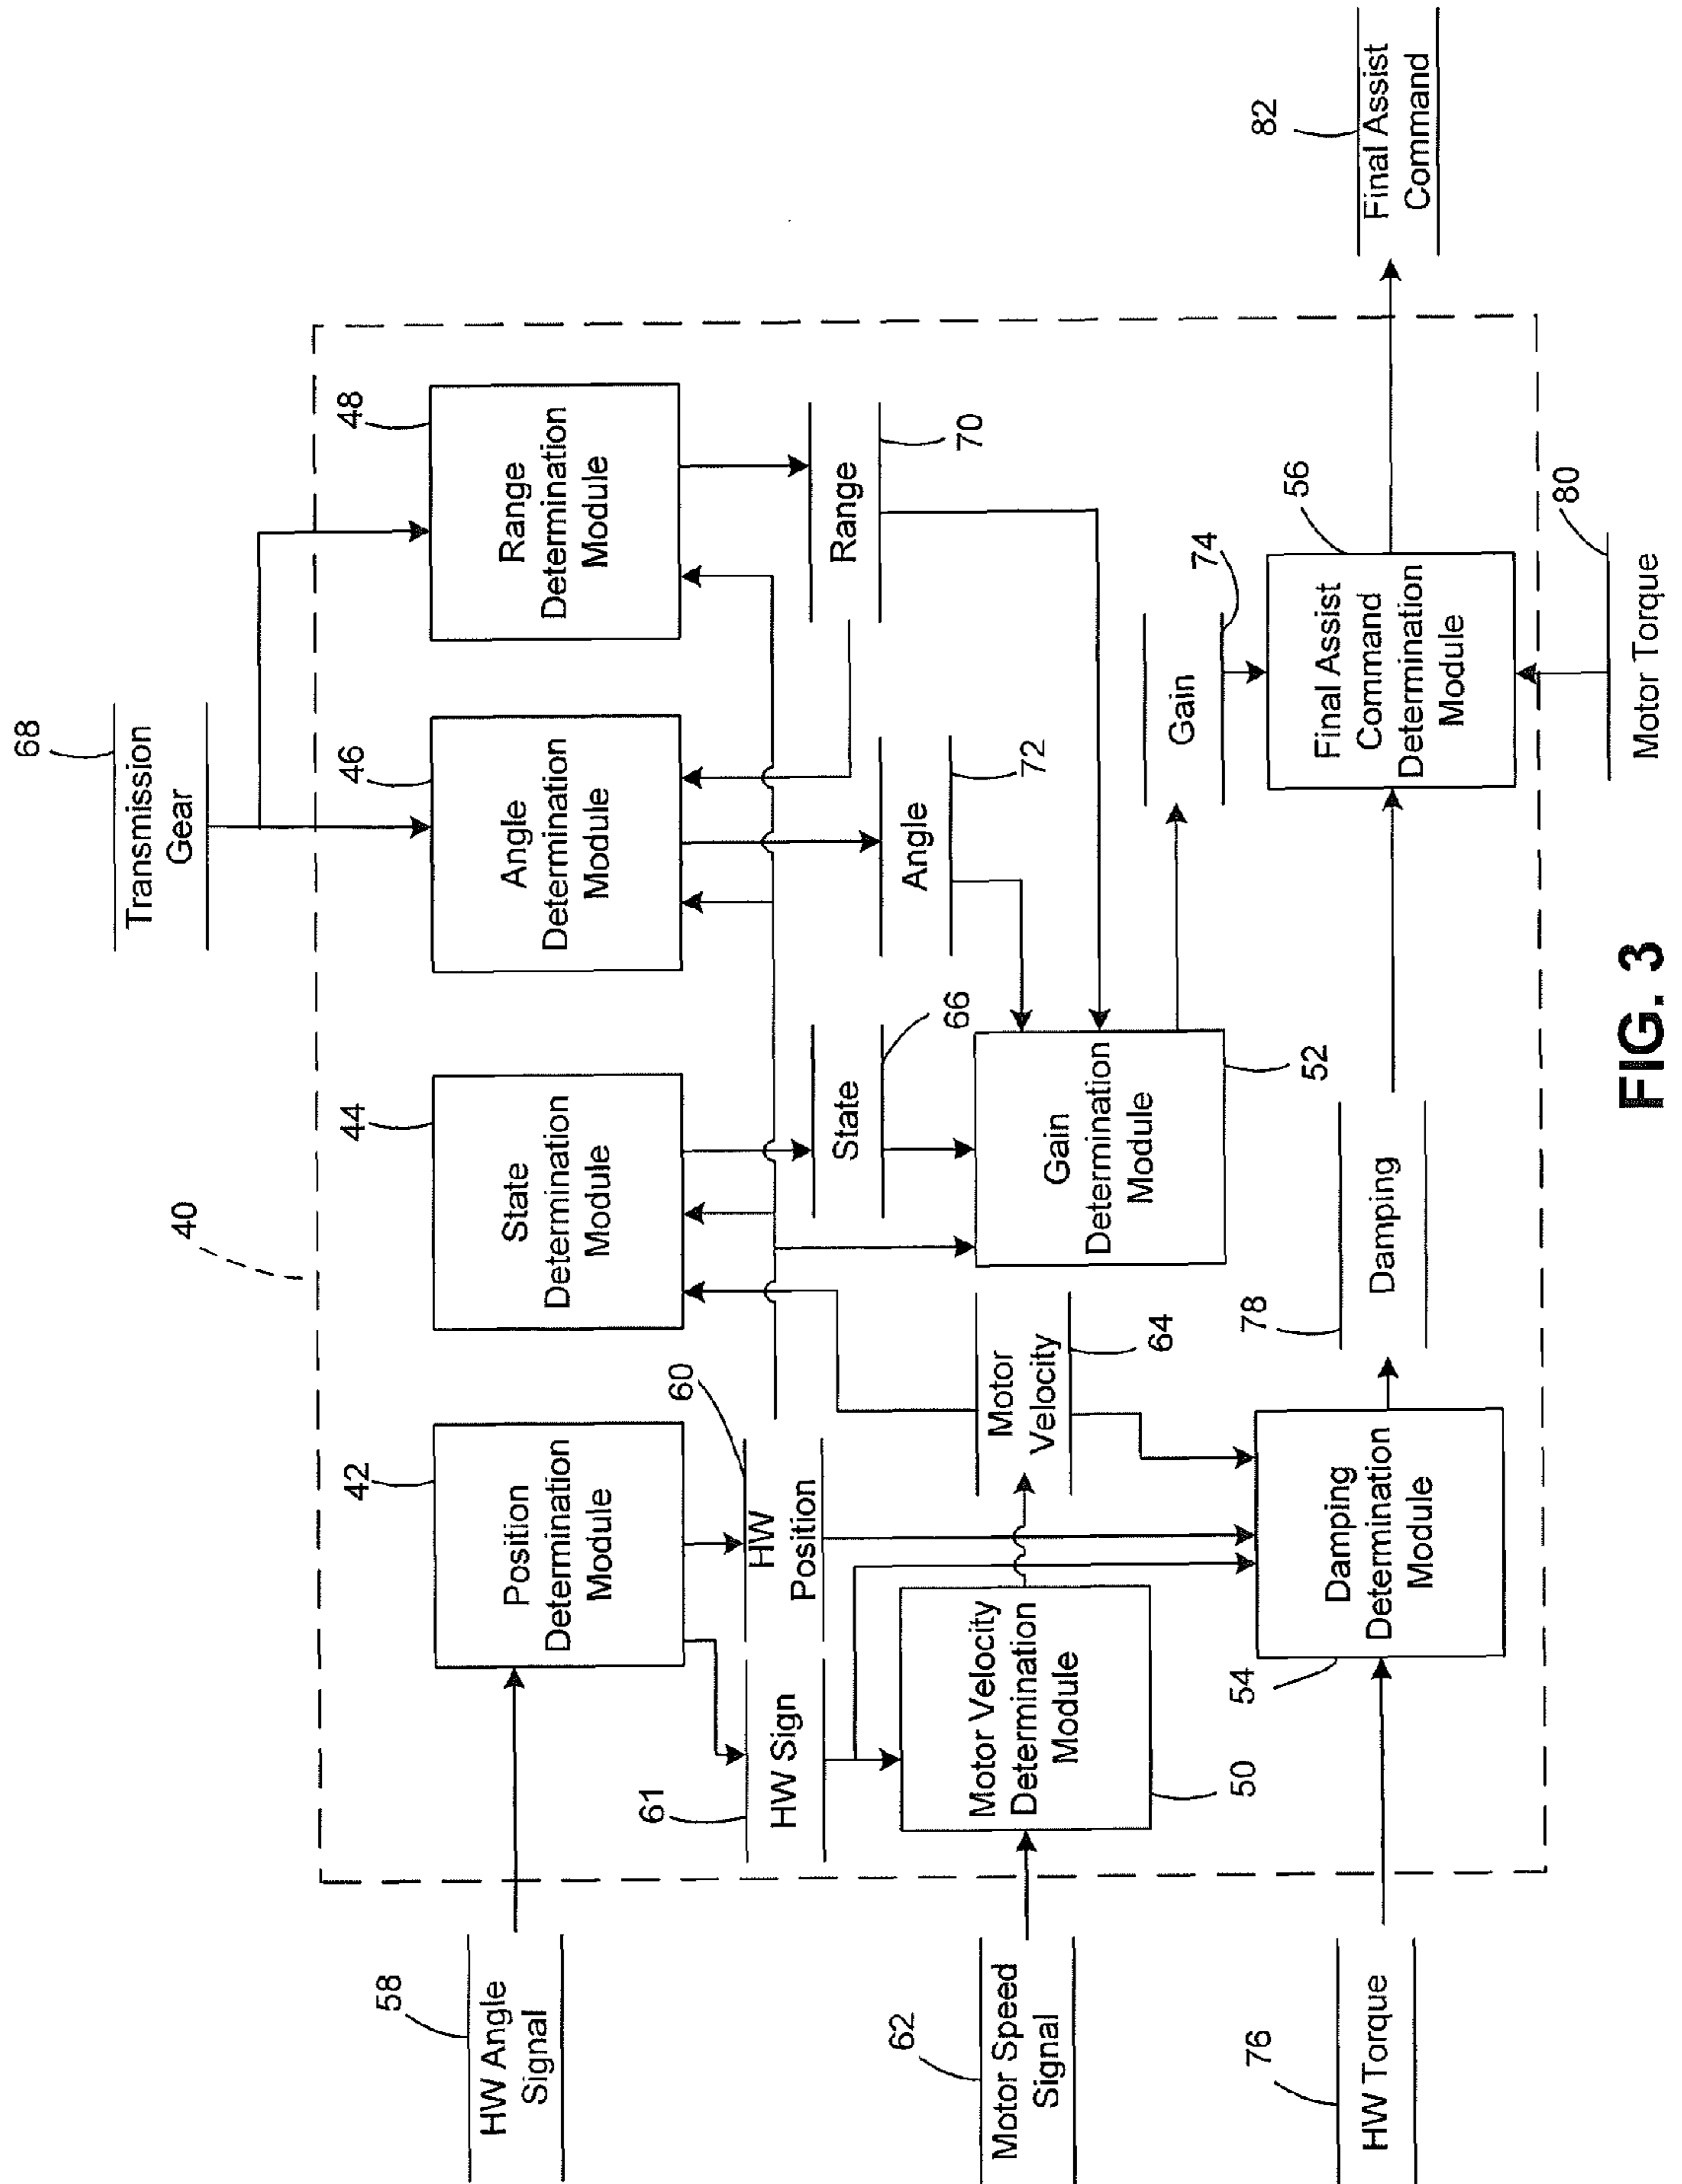 68
Transmission
Gear
40
42
Position
Determination
Module
44
State
Determination
Module
46
Angle
Determination
Module
48
Range
Determination
Module
58
HW Angle
Signal
61
HW Sign
60
HW
Position
State
66
Angle
72
Range
70
62
Motor Speed
Signal
Motor Velocity
Determination
Module
50
Motor
Velocity
64
Gain
Determination
Module
52
Gain
74
76
HW Torque
54
Damping
Determination
Module
78
Damping
Final Assist
Command
Determination
Module
56
82
Final Assist
Command
80
Motor Torque
FIG. 3